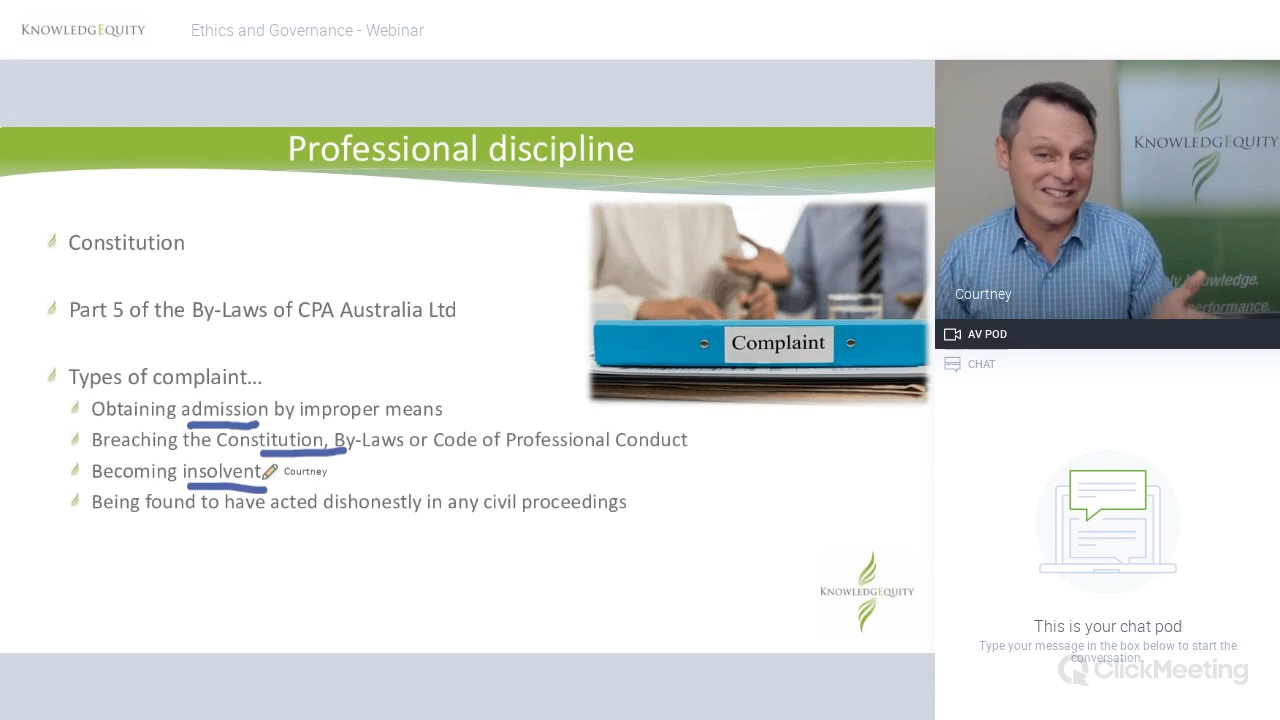 KNOWLEDGEQUITY
Ethics and Governance - Webinar
Professional discipline
Constitution
Part 5 of the By-Laws of CPA Australia Ltd
Types of complaint...
Obtaining admission by improper means
Breaching the Constitution, By-Laws or Code of Professional Conduct
Becoming insolvent
Courtney
Being found to have acted dishonestly in any civil proceedings
Complaint
KNOWLEDGEQUITY
KNOWLEDGEQUITY
Knowledge.
performance.
Courtney
AV POD
CHAT
This is your chat pod
Type your message in the box below to start the
conversation.
ClickMeeting